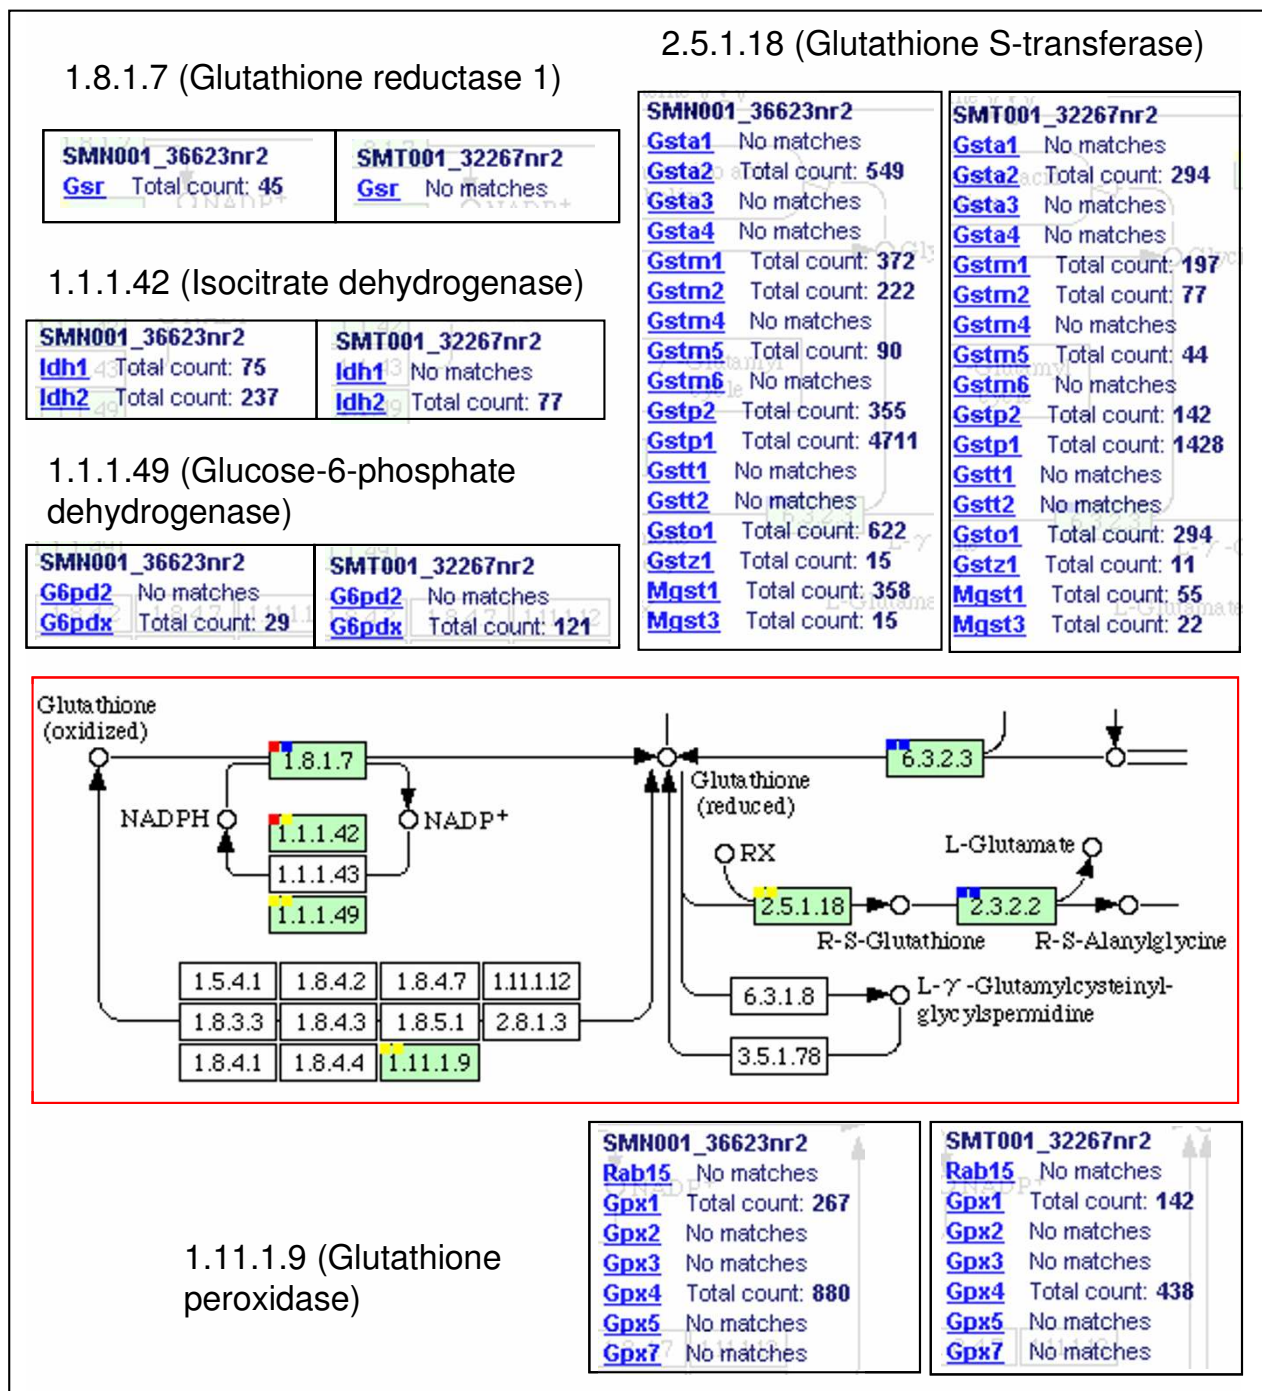 2.5.1.18 (Glutathione S-transferase)
1.8.1.7 (Glutathione reductase 1)
SMN001_36623nr2
Gsr Total count: 45
SMT001_32267nr2
Gsr No matches
1.1.1.42 (Isocitrate dehydrogenase)
SMN001_36623nr2
Idh1 Total count: 75
Idh2 Total count: 237
SMT001_32267nr2
Idh1 No matches
Idh2 Total count: 77
1.1.1.49 (Glucose-6-phosphate
dehydrogenase)
SMN001_36623nr2
G6pd2 No matches
G6pdx Total count: 29
SMT001_32267nr2
G6pd2 No matches
G6pdx Total count: 121
SMN001_36623nr2
Gsta1 No matches
Gsta2 Total count: 549
Gsta3 No matches
Gsta4 No matches
Gstm1 Total count: 372
Gstm2 Total count: 222
Gstm4 No matches
Gstm5 Total count: 90
Gstm6 No matches
Gstp2 Total count: 355
Gstp1 Total count: 4711
Gstt1 No matches
Gstt2 No matches
Gsto1 Total count: 622
Gstz1 Total count: 15
Mgst1 Total count: 358
Mgst3 Total count: 15
SMT001_32267nr2
Gsta1 No matches
Gsta2 Total count: 294
Gsta3 No matches
Gsta4 No matches
Gstm1 Total count: 197
Gstm2 Total count: 77
Gstm4 No matches
Gstm5 Total count: 44
Gstm6 No matches
Gstp2 Total count: 142
Gstp1 Total count: 1428
Gstt1 No matches
Gstt2 No matches
Gsto1 Total count: 294
Gstz1 Total count: 11
Mgst1 Total count: 55
Mgst3 Total count: 22
Glutathione
(oxidized)
1.8.1.7
6.3.2.3
Glutathione
(reduced)
NADPH
NADP+
1.1.1.42
1.1.1.43
1.1.1.49
RX
L-Glutamate
2.5.1.18
2.3.2.2
R-S-Glutathione
R-S-Alanylglycine
1.5.4.1 1.8.4.2 1.8.4.7 1.11.1.12
1.8.3.3 1.8.4.3 1.8.5.1 2.8.1.3
1.8.4.1 1.8.4.4 1.11.1.9
6.3.1.8
L-γ-Glutamylcysteinyl-
glycylspermidine
3.5.1.78
1.11.1.9 (Glutathione
peroxidase)
SMN001_36623nr2
Rab15 No matches
Gpx1 Total count: 267
Gpx2 No matches
Gpx3 No matches
Gpx4 Total count: 880
Gpx5 No matches
Gpx7 No matches
SMT001_32267nr2
Rab15 No matches
Gpx1 Total count: 142
Gpx2 No matches
Gpx3 No matches
Gpx4 Total count: 438
Gpx5 No matches
Gpx7 No matches